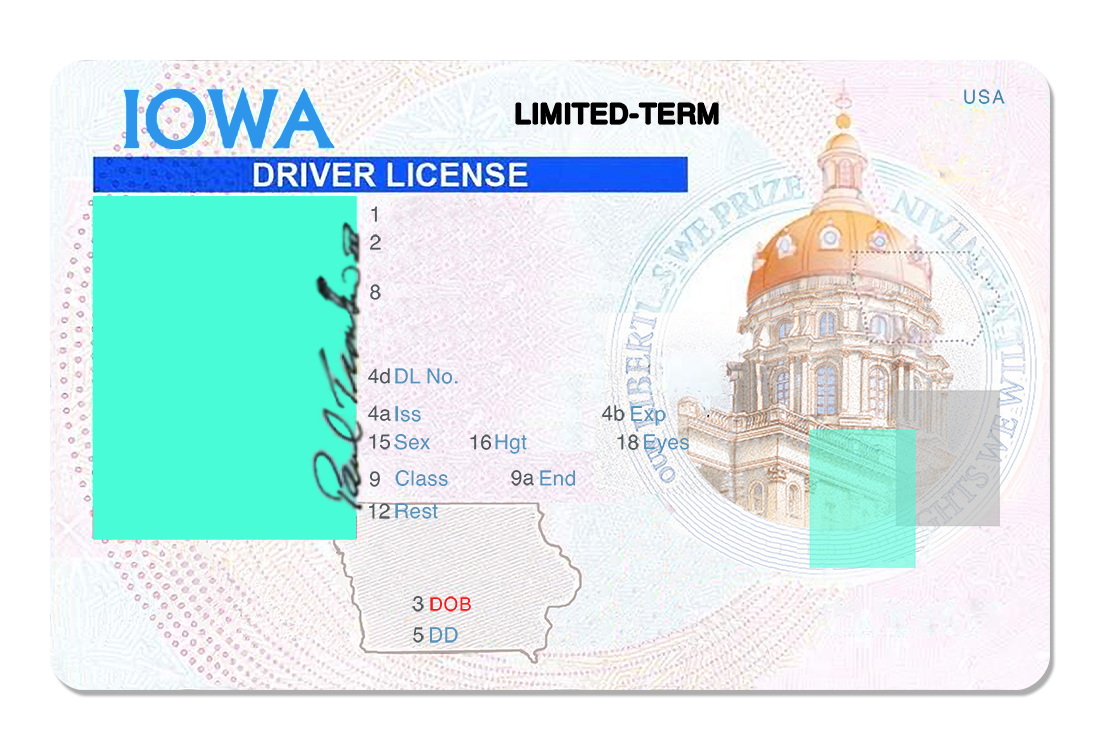 IOWA
LIMITED-TERM
USA
DRIVER LICENSE
1
2
8
4d DL No.
4a Iss
4b Exp
15 Sex
16 Hgt
18 Eyes
9 Class
9a End
12 Rest
3 DOB
5 DD
OUR LIBERTIES WE PRIZE
RIGHTS WE WILL MAINTAIN